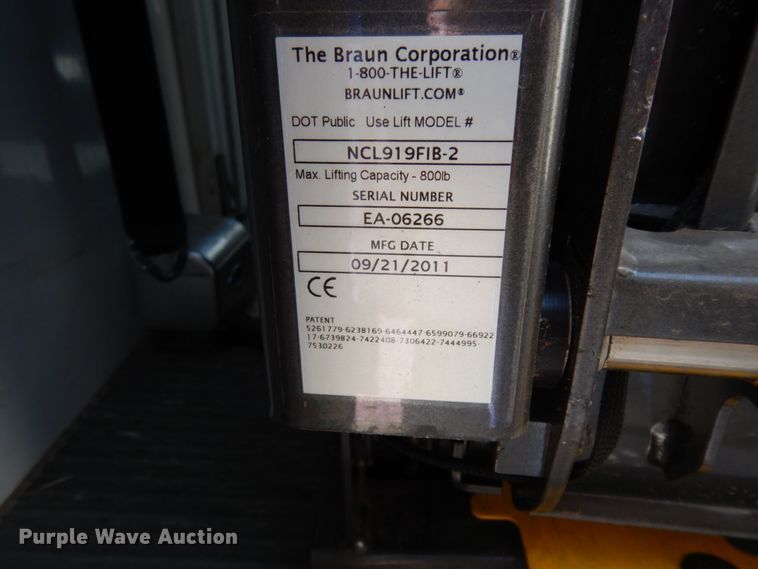 The Braun Corporation®
1-800-THE-LIFT®
BRAUNLIFT.COM®
DOT Public Use Lift MODEL #
NCL919FIB-2
Max. Lifting Capacity - 800lb
SERIAL NUMBER
EA-06266
MFG DATE
09/21/2011
CE
PATENT
5261779-6238169-6464447-6599079-66922
17-6739824-7422408-7306422-7444995-
7530226
Purple Wave Auction®